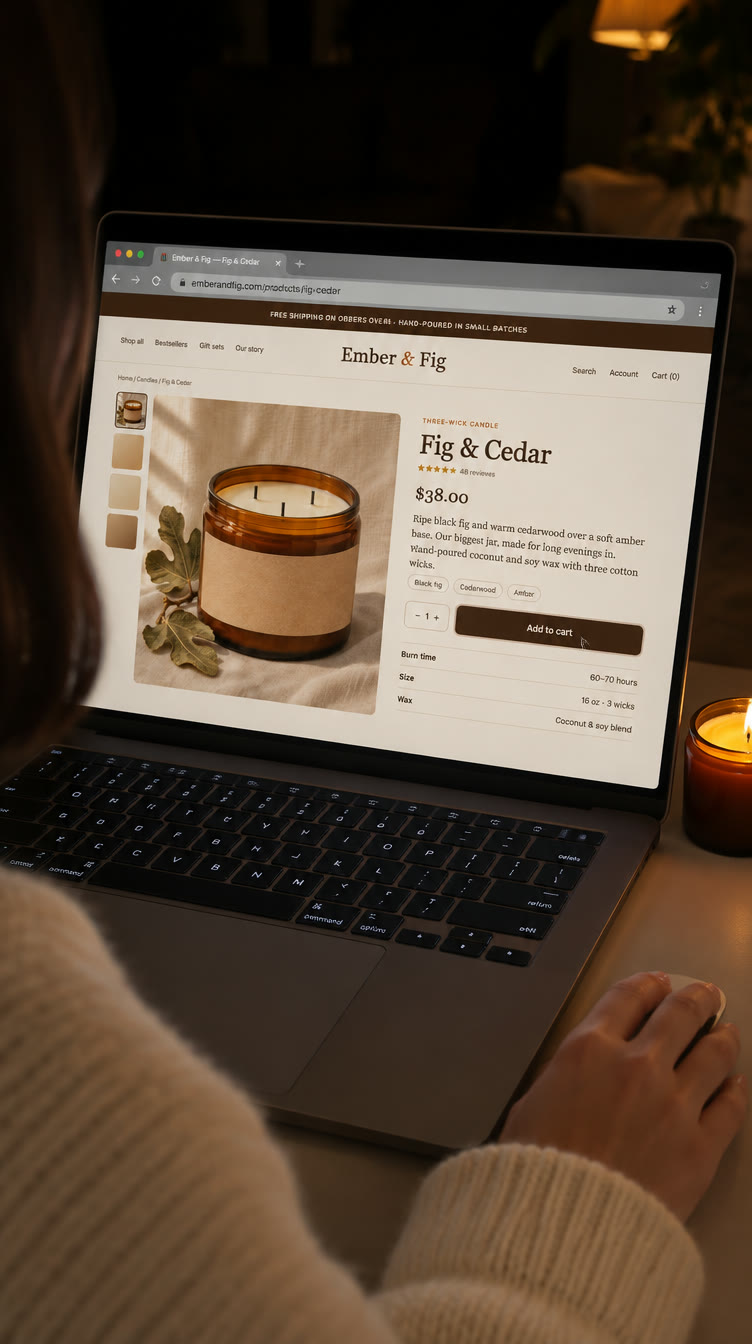 Ember & Fig — Fig & Cedar
emberandfig.com/products/fig-cedar
FREE SHIPPING ON • HAND-POURED IN SMALL BATCHES
Shop all
Bestsellers
Gift sets
Our story
Ember & Fig
Search
Account
Cart (0)
Home / Candles / Fig & Cedar
THREE-WICK CANDLE
Fig & Cedar
★★★★★ 48 reviews
$38.00
Ripe black fig and warm cedarwood over a soft amber
base. Our biggest jar, made for long evenings in.
Hand-poured coconut and soy wax with three cotton
wicks.
Black fig
Cedarwood
Amber
− 1 +
Add to cart
Burn time
60–70 hours
Size
16 oz • 3 wicks
Wax
Coconut & soy blend
command
command
option
return